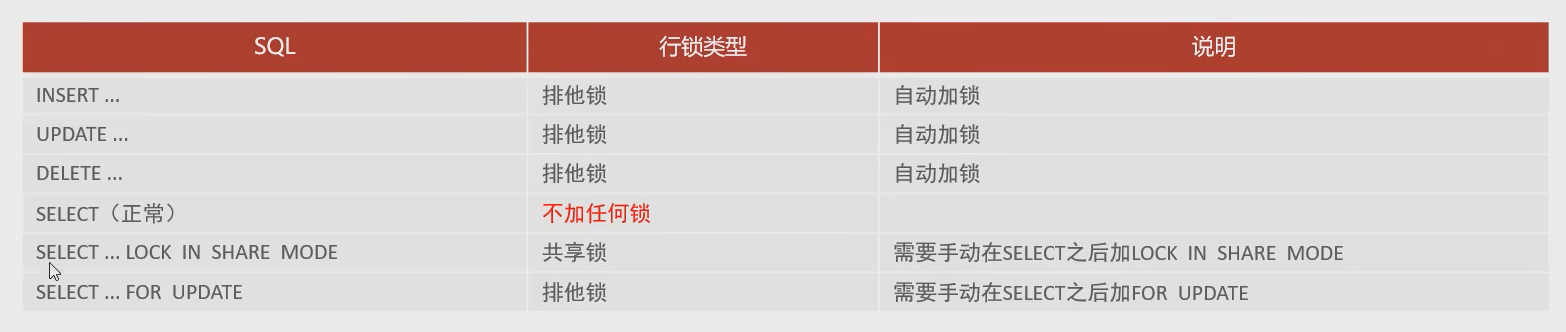 SQL 行锁类型 说明
INSERT ... 排他锁 自动加锁
UPDATE ... 排他锁 自动加锁
DELETE ... 排他锁 自动加锁
SELECT（正常） 不加任何锁
SELECT ... LOCK IN SHARE MODE 共享锁 需要手动在SELECT之后加LOCK IN SHARE MODE
SELECT ... FOR UPDATE 排他锁 需要手动在SELECT之后加FOR UPDATE